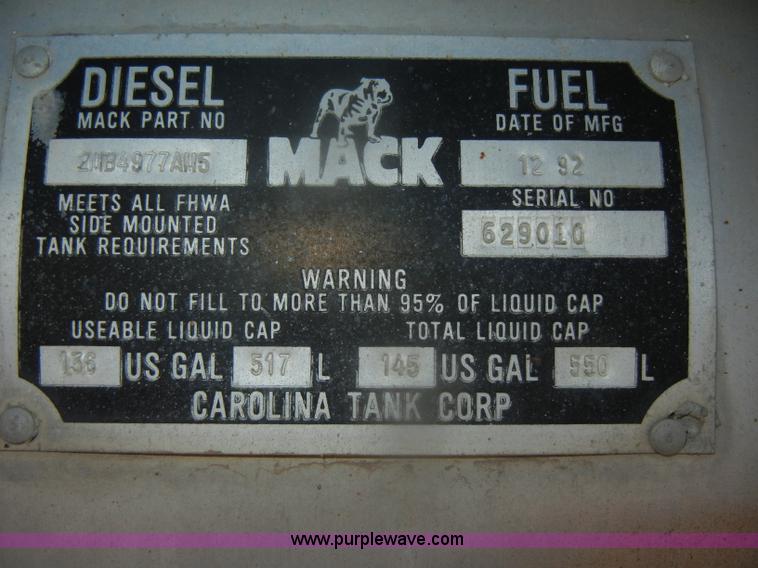 DIESEL FUEL
MACK PART NO
DATE OF MFG
MACK
12 92
MEETS ALL FHWA
SIDE MOUNTED
TANK REQUIREMENTS
SERIAL NO
629010
WARNING
DO NOT FILL TO MORE THAN 95% OF LIQUID CAP
USEABLE LIQUID CAP TOTAL LIQUID CAP
136 US GAL 517 L 145 US GAL 550 L
CAROLINA TANK CORP
www.purplewave.com